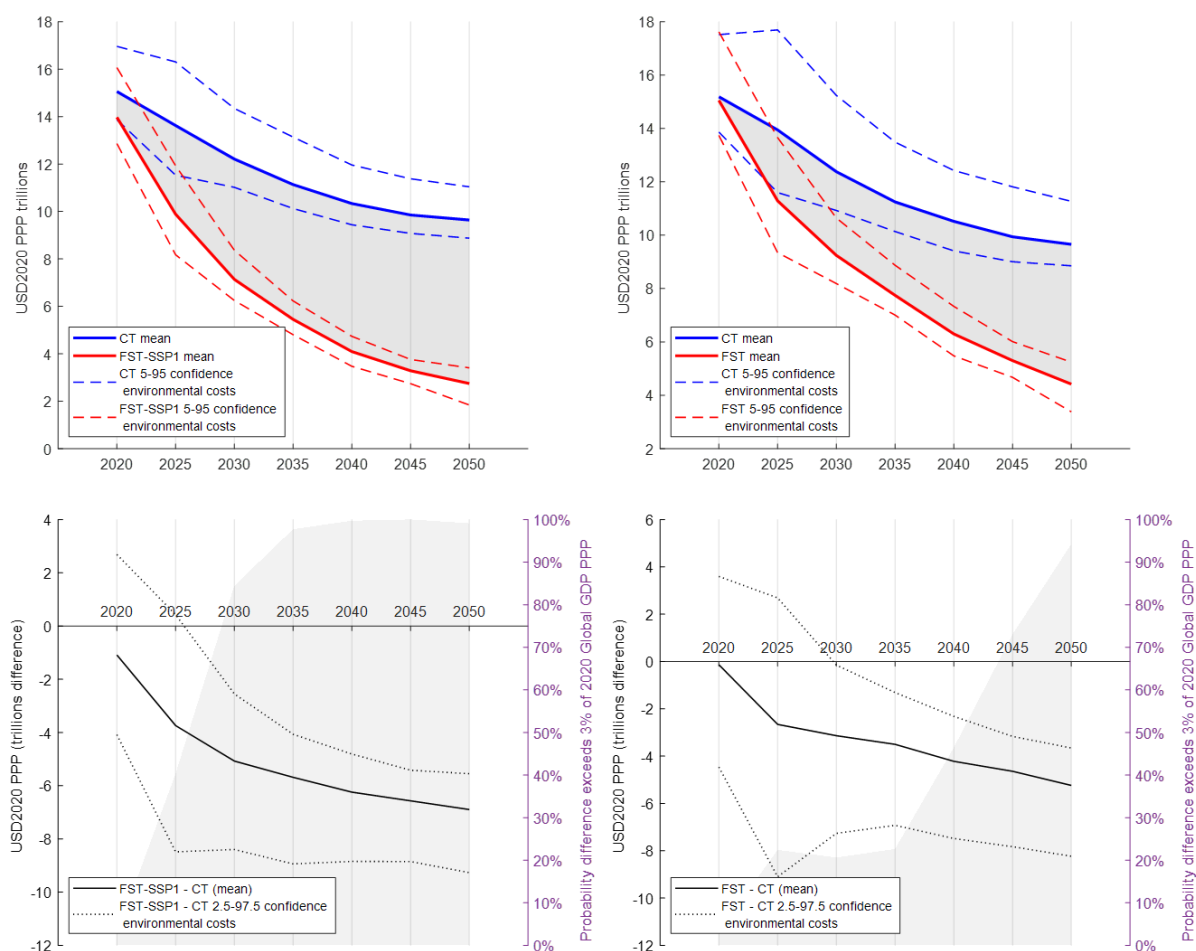 18
16
14
12
10
8
6
4
2
0
USD2020 PPP trillions
CT mean
FST-SSP1 mean
CT 5-95 confidence
environmental costs
FST-SSP1 5-95 confidence
environmental costs
2020 2025 2030 2035 2040 2045 2050
18
16
14
12
10
8
6
4
2
USD2020 PPP trillions
CT mean
FST mean
CT 5-95 confidence
environmental costs
FST 5-95 confidence
environmental costs
2020 2025 2030 2035 2040 2045 2050
4
2
0
-2
-4
-6
-8
-10
-12
USD2020 PPP (trillions difference)
2020 2025 2030 2035 2040 2045 2050
FST-SSP1 - CT (mean)
FST-SSP1 - CT 2.5-97.5 confidence
environmental costs
100%
90%
80%
70%
60%
50%
40%
30%
20%
10%
0%
Probability difference exceeds 3% of 2020 Global GDP PPP
6
4
2
0
-2
-4
-6
-8
-10
-12
USD2020 PPP (trillions difference)
2020 2025 2030 2035 2040 2045 2050
FST - CT (mean)
FST - CT 2.5-97.5 confidence
environmental costs
100%
90%
80%
70%
60%
50%
40%
30%
20%
10%
0%
Probability difference exceeds 3% of 2020 Global GDP PPP